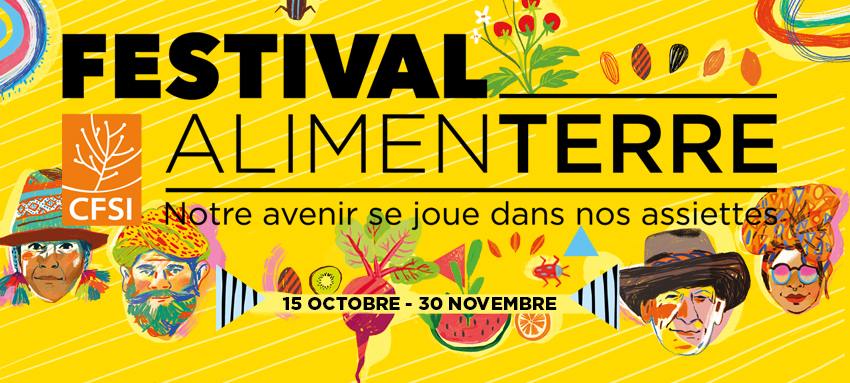 FESTIVAL
ALIMENTERRE
CFSI
Notre avenir se joue dans nos assiettes
15 OCTOBRE - 30 NOVEMBRE